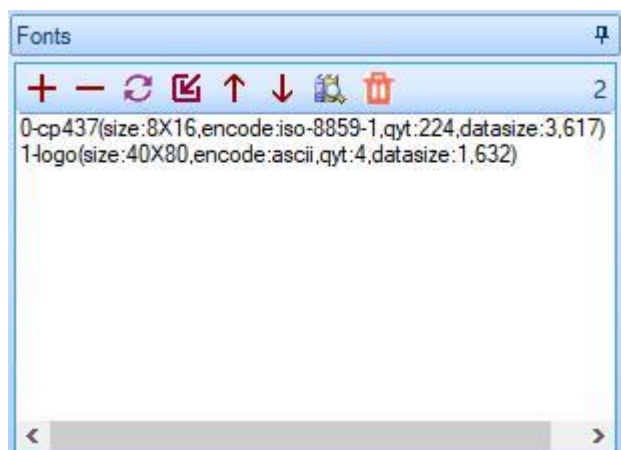 Fonts
2
0-cp437(size:8X16,encode:iso-8859-1,qyt:224,datasize:3,617)
1-logo(size:40X80,encode:ascii,qyt:4,datasize:1,632)